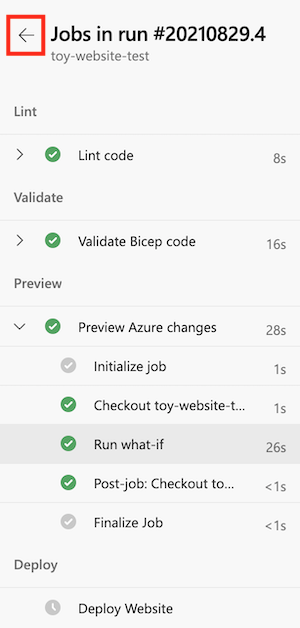 Jobs in run #20210829.4
toy-website-test
Lint
Lint code 8s
Validate
Validate Bicep code 16s
Preview
Preview Azure changes 28s
Initialize job 1s
Checkout toy-website-t... 1s
Run what-if 26s
Post-job: Checkout to... <1s
Finalize Job <1s
Deploy
Deploy Website